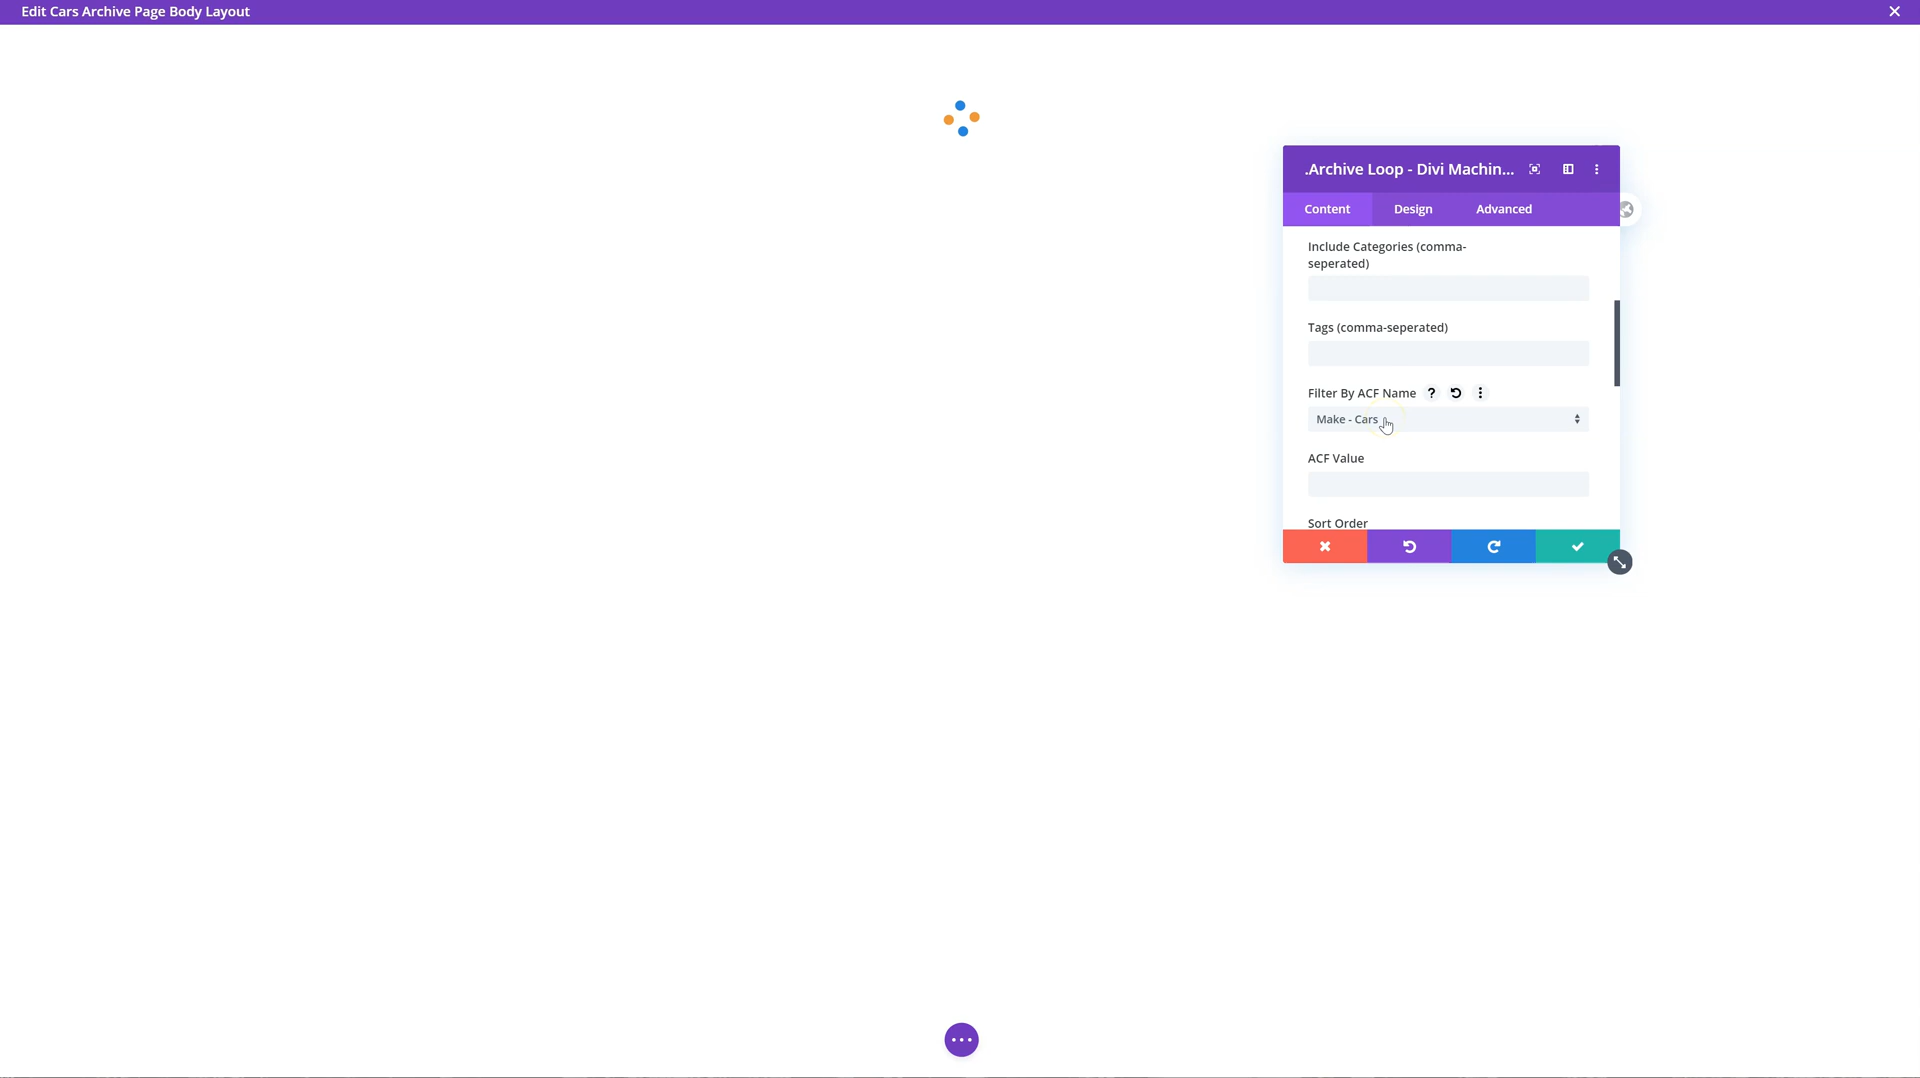 Edit Cars Archive Page Body Layout
.Archive Loop - Divi Machin...
Content Design Advanced
Include Categories (comma-
seperated)
Tags (comma-seperated)
Filter By ACF Name ?
Make - Cars
ACF Value
Sort Order